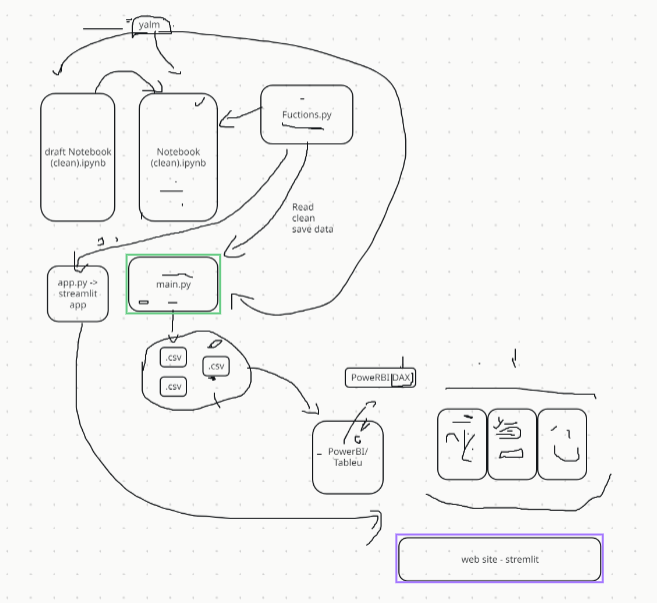 yalm
draft Notebook
(clean).ipynb
Notebook
(clean).ipynb
Fuctions.py
Read
clean
save data
app.py ->
streamlit
app
main.py
.csv
.csv
.csv
PoweRBI DAX
PowerBI/
Tableu
web site - stremlit